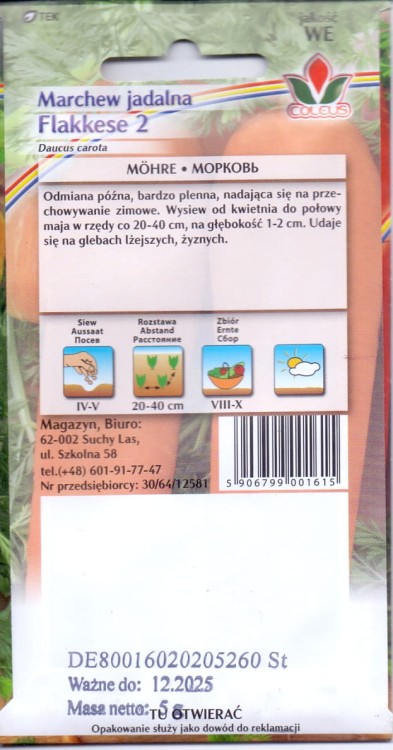 TEK
jakość
WE
Marchew jadalna
Flakkese 2
COLEUS
Daucus carota
MÖHRE • МОРКОВЬ
Odmiana późna, bardzo plenna, nadająca się na prze-
chowywanie zimowe. Wysiew od kwietnia do połowy
maja w rzędy co 20-40 cm, na głębokość 1-2 cm. Udaje
się na glebach lżejszych, żyznych.
Siew Rozstawa Zbiór
Aussaat Abstand Ernte
Посев Расстояние Сбор
IV-V 20-40 cm VIII-X
Magazyn, Biuro:
62-002 Suchy Las,
ul. Szkolna 58
tel.(+48) 601-91-77-47
Nr przedsiębiorcy: 30/64/12581
5 906799 001615
DE80016020205260 St
Ważne do: 12.2025
Masa netto: 5 g
TU OTWIERAĆ
Opakowanie służy jako dowód do reklamacji